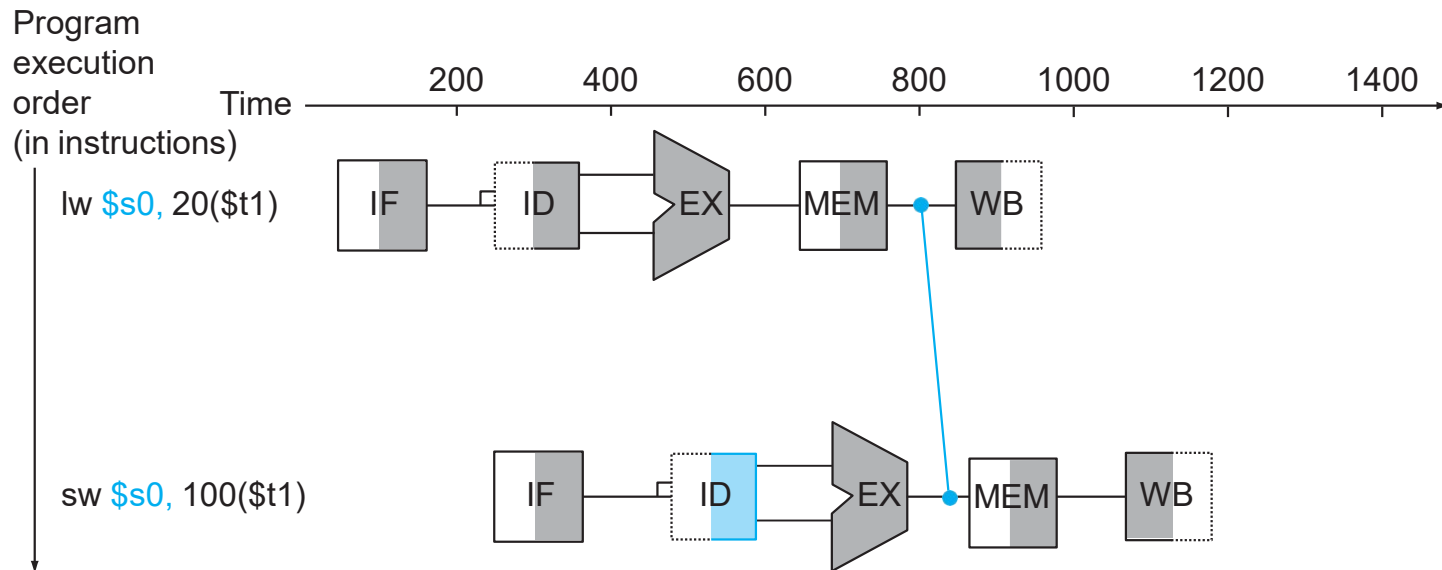 Program
execution
order
(in instructions)
Time
200 400 600 800 1000 1200 1400
lw $s0, 20($t1)
IF ID EX MEM WB
sw $s0, 100($t1)
IF ID EX MEM WB